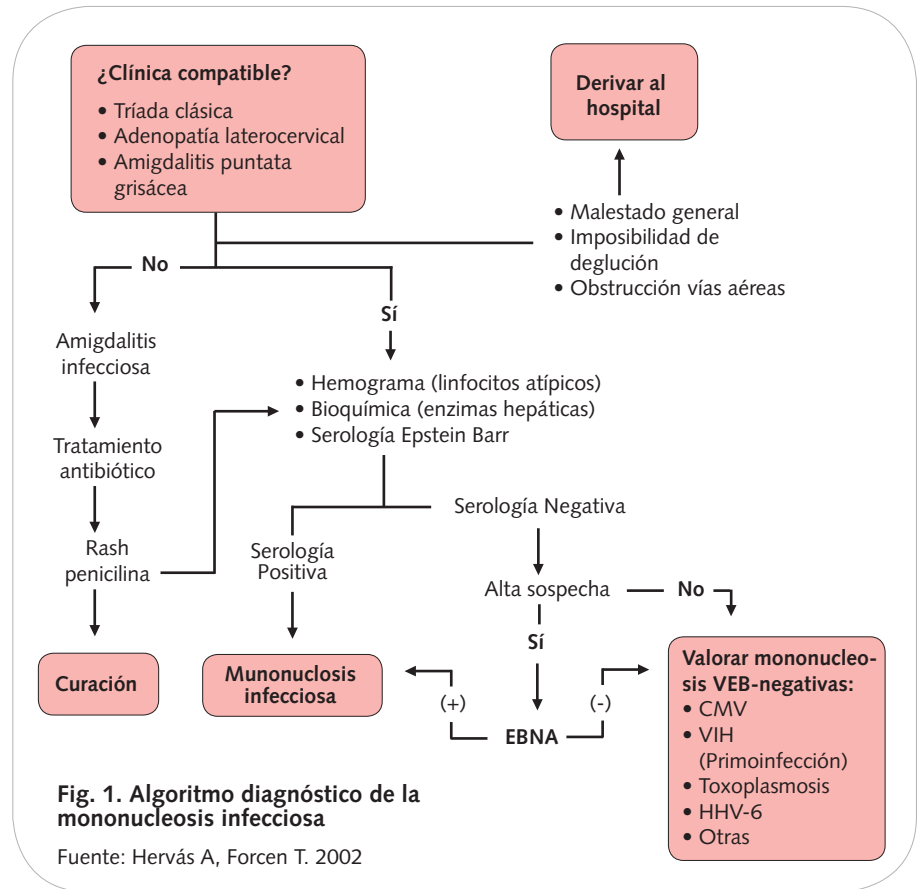 ¿Clínica compatible?
• Tríada clásica
• Adenopatía laterocervical
• Amigdalitis puntata
grisácea
Derivar al
hospital
• Malestado general
• Imposibilidad de
deglución
• Obstrucción vías aéreas
No
Sí
Amigdalitis
infecciosa
• Hemograma (linfocitos atípicos)
• Bioquímica (enzimas hepáticas)
• Serología Epstein Barr
Tratamiento
antibiótico
Rash
penicilina
Serología
Positiva
Serología Negativa
Alta sospecha
No
Sí
Curación
Munonuclosis
infecciosa
(+)
EBNA
(-)
Valorar mononucleo-
sis VEB-negativas:
• CMV
• VIH
(Primoinfección)
• Toxoplasmosis
• HHV-6
• Otras
Fig. 1. Algoritmo diagnóstico de la
mononucleosis infecciosa
Fuente: Hervás A, Forcen T. 2002